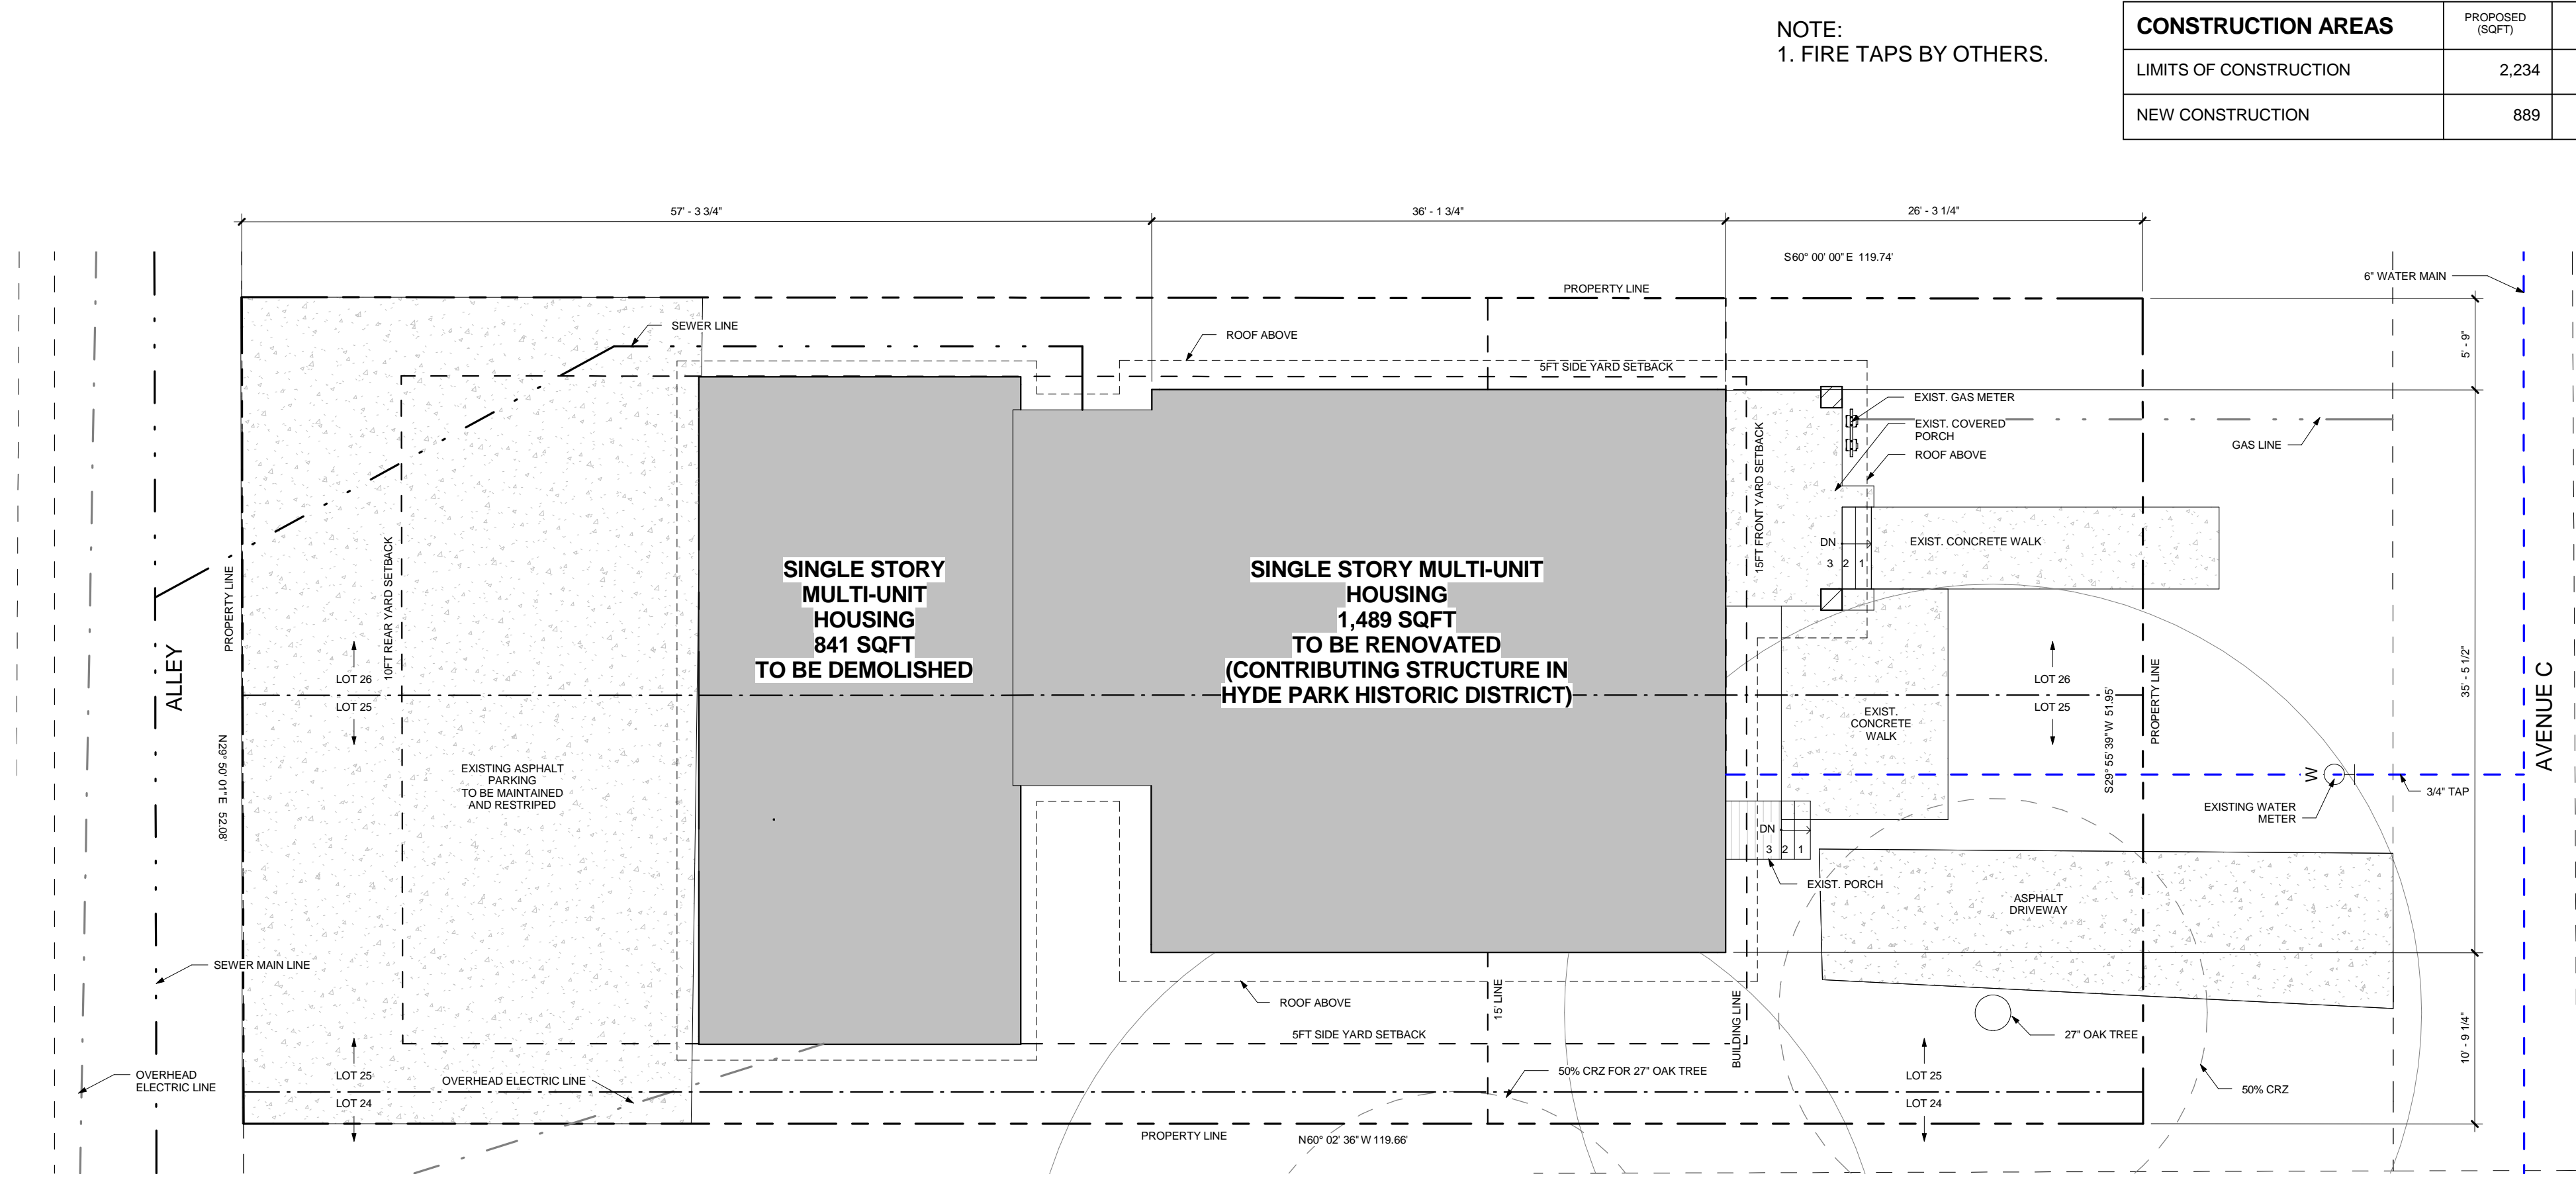 NOTE:
1. FIRE TAPS BY OTHERS.
CONSTRUCTION AREAS
PROPOSED
(SQFT)
LIMITS OF CONSTRUCTION
2,234
NEW CONSTRUCTION
889
57' - 3 3/4"
36' - 1 3/4"
26' - 3 1/4"
S60° 00' 00" E 119.74'
6" WATER MAIN
PROPERTY LINE
SEWER LINE
ROOF ABOVE
5' - 9"
5FT SIDE YARD SETBACK
EXIST. GAS METER
EXIST. COVERED
PORCH
ROOF ABOVE
GAS LINE
15FT FRONT YARD SETBACK
DN
3 2 1
EXIST. CONCRETE WALK
PROPERTY LINE
10FT REAR YARD SETBACK
SINGLE STORY
MULTI-UNIT
HOUSING
841 SQFT
TO BE DEMOLISHED
SINGLE STORY MULTI-UNIT
HOUSING
1,489 SQFT
TO BE RENOVATED
(CONTRIBUTING STRUCTURE IN
HYDE PARK HISTORIC DISTRICT)
ALLEY
LOT 26
LOT 25
LOT 26
LOT 25
PROPERTY LINE
S29° 55' 39" W 51.95'
35' - 5 1/2"
AVENUE C
EXIST.
CONCRETE
WALK
N29° 50' 01" E 52.08'
EXISTING ASPHALT
PARKING
TO BE MAINTAINED
AND RESTRIPED
W
3/4" TAP
EXISTING WATER
METER
DN
3 2 1
EXIST. PORCH
ASPHALT
DRIVEWAY
SEWER MAIN LINE
ROOF ABOVE
15' LINE
BUILDING LINE
5FT SIDE YARD SETBACK
27" OAK TREE
10' - 9 1/4"
OVERHEAD
ELECTRIC LINE
LOT 25
LOT 24
OVERHEAD ELECTRIC LINE
50% CRZ FOR 27" OAK TREE
LOT 25
LOT 24
50% CRZ
PROPERTY LINE
N60° 02' 36" W 119.66'